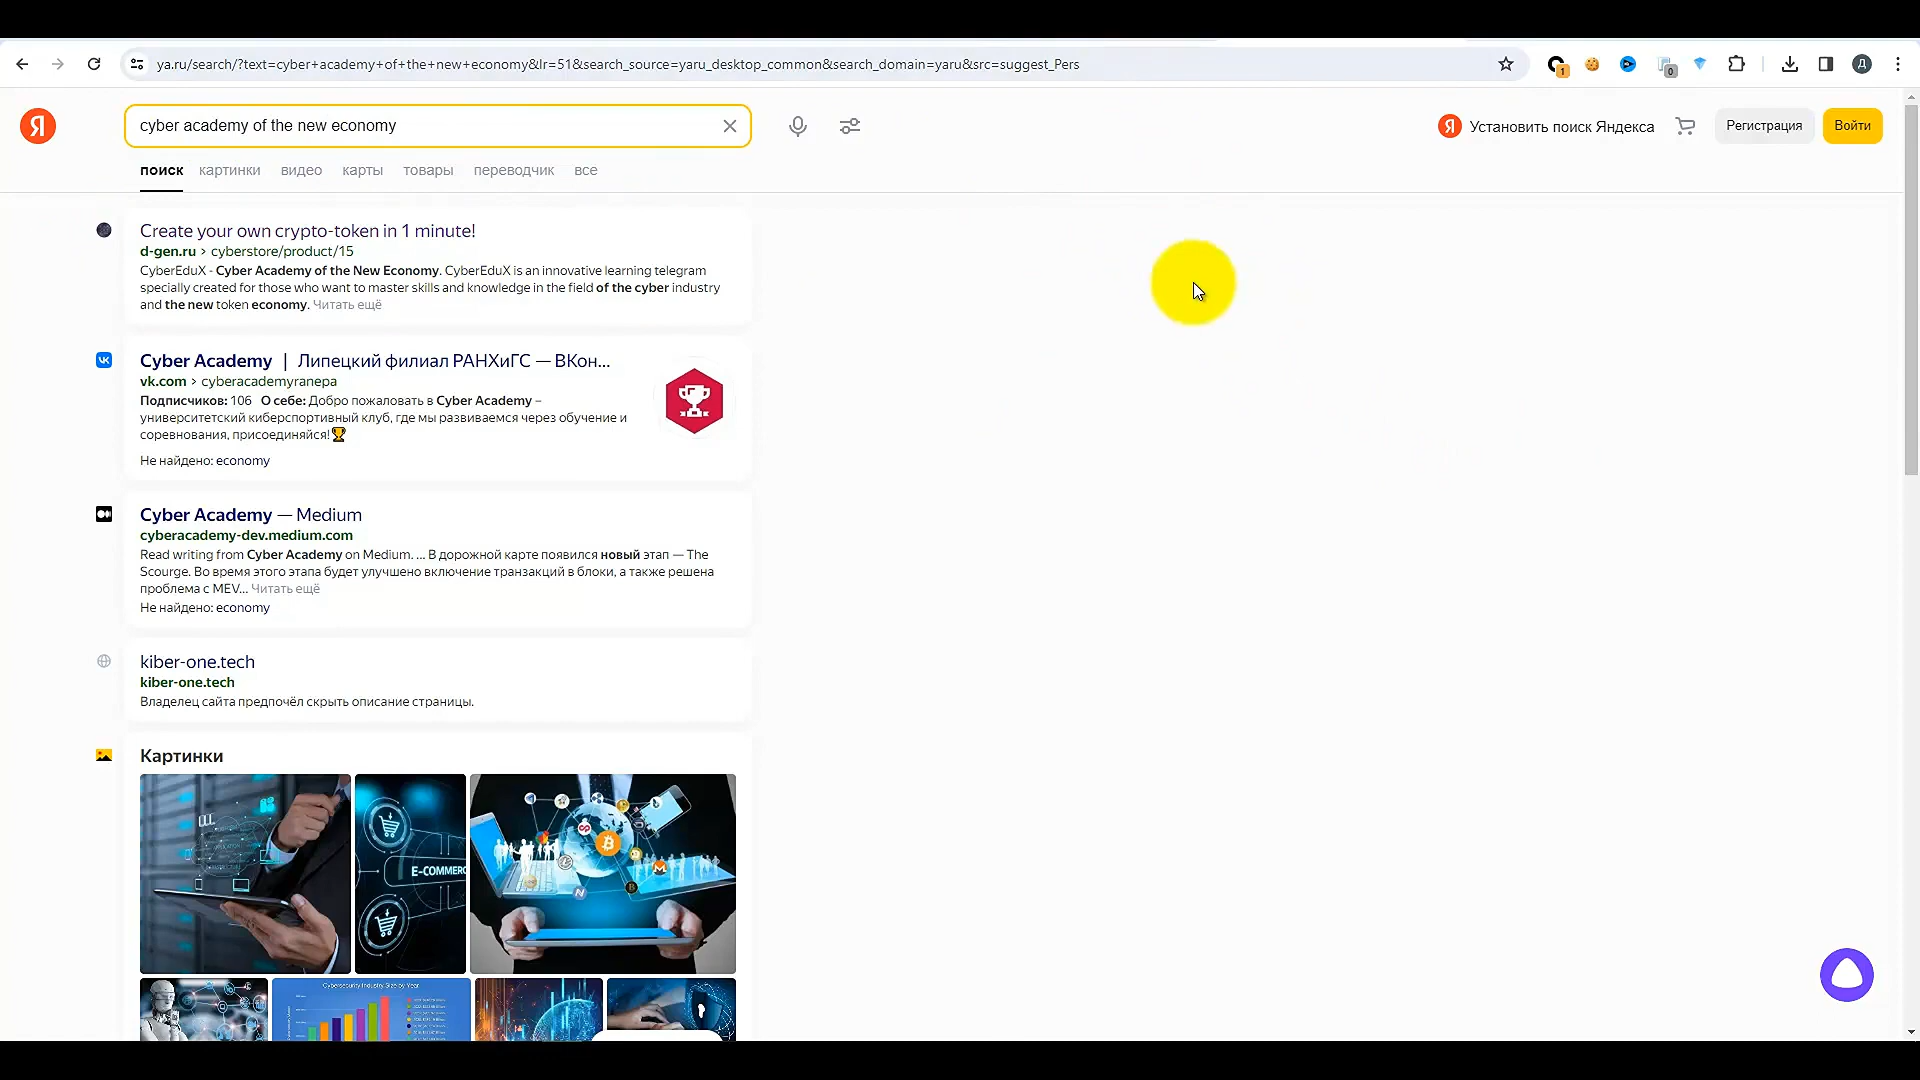 ya.ru/search/?text=cyber+academy+of+the+new+economy&lr=51&search_source=yaru_desktop_common&search_domain=yaru&src=suggest_Pers
1
0
Д
Я
cyber academy of the new economy
Я Установить поиск Яндекса
Регистрация
Войти
поиск картинки видео карты товары переводчик все
Create your own crypto-token in 1 minute!
d-gen.ru › cyberstore/product/15
CyberEduX - Cyber Academy of the New Economy. CyberEduX is an innovative learning telegram
specially created for those who want to master skills and knowledge in the field of the cyber industry
and the new token economy. Читать ещё
Cyber Academy | Липецкий филиал РАНХиГС — ВКон...
vk.com › cyberacademyranepa
Подписчиков: 106 О себе: Добро пожаловать в Cyber Academy –
университетский киберспортивный клуб, где мы развиваемся через обучение и
соревнования, присоединяйся!🏆
Не найдено: economy
Cyber Academy — Medium
cyberacademy-dev.medium.com
Read writing from Cyber Academy on Medium. ... В дорожной карте появился новый этап — The
Scourge. Во время этого этапа будет улучшено включение транзакций в блоки, а также решена
проблема с MEV... Читать ещё
Не найдено: economy
kiber-one.tech
kiber-one.tech
Владелец сайта предпочёл скрыть описание страницы.
Картинки
E-COMMERC
Cybersecurity Industry Size by Year